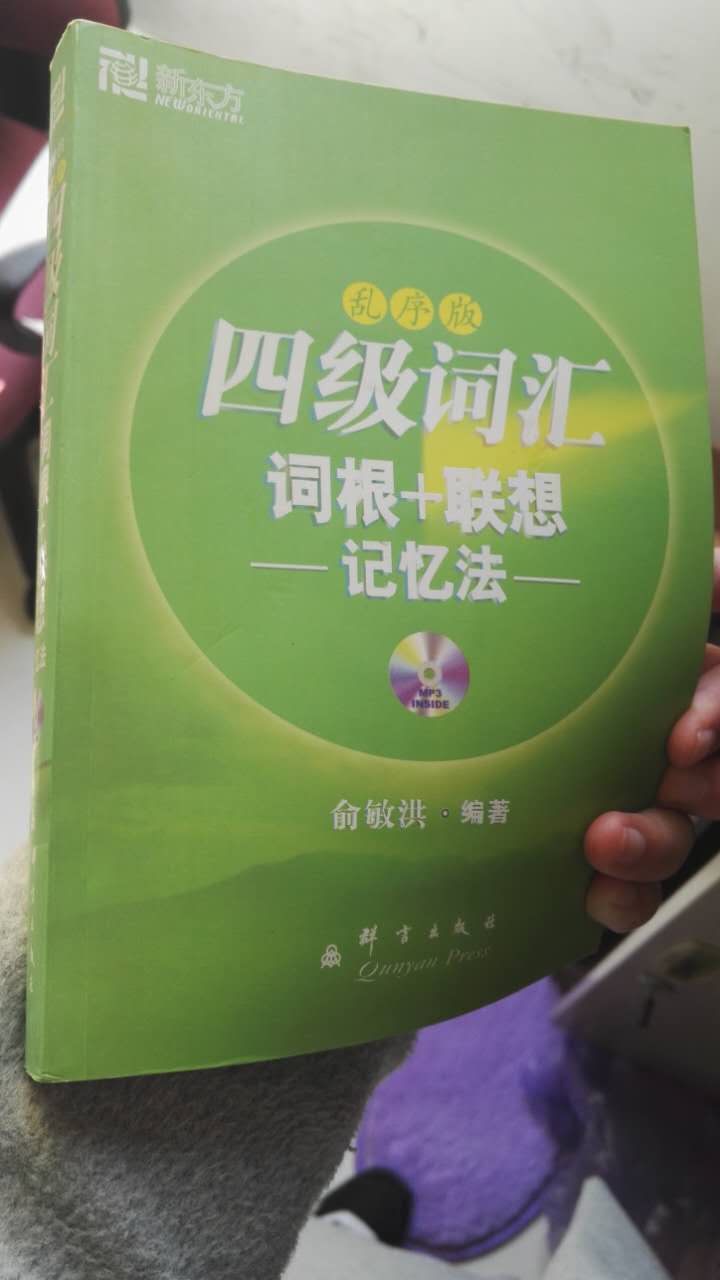 新东方
NEW ORIENTAL
乱序版
四级词汇
词根+联想
记忆法
MP3
INSIDE
俞敏洪·编著
群言出版社
Qunyan Press